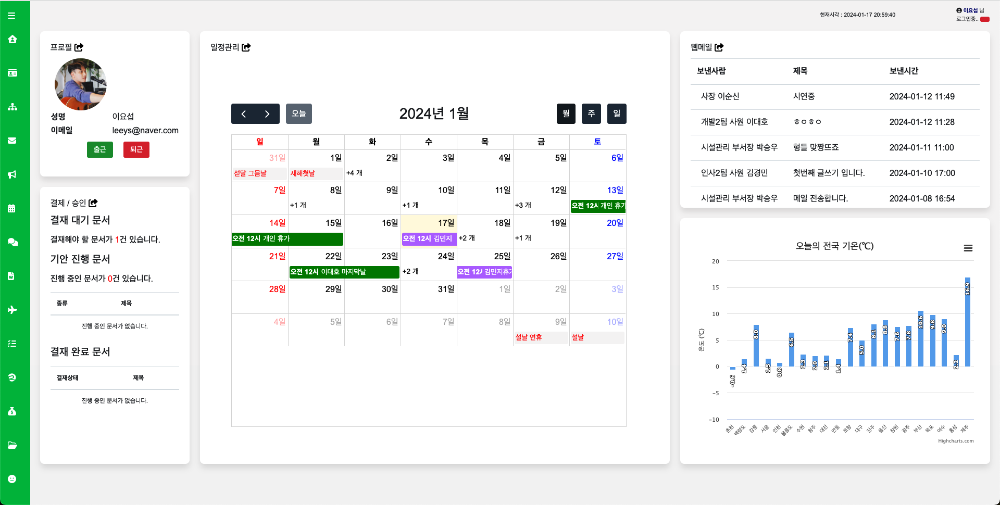 현재시각 : 2024-01-17 20:59:40
이요섭 님
로그인중..
프로필
성명 이요섭
이메일 leeys@naver.com
출근 퇴근
결제 / 승인
결재 대기 문서
결재해야 할 문서가 1건 있습니다.
기안 진행 문서
진행 중인 문서가 0건 있습니다.
종류 제목
진행 중인 문서가 없습니다.
결재 완료 문서
결재상태 제목
진행 중인 문서가 없습니다.
일정관리
오늘 2024년 1월 월 주 일
일 월 화 수 목 금 토
31일 1일 2일 3일 4일 5일 6일
섣달 그믐날 새해첫날 +4 개
7일 8일 9일 10일 11일 12일 13일
+1 개 +1 개 +3 개 오전 12시 개인 휴가
14일 15일 16일 17일 18일 19일 20일
오전 12시 개인 휴가 오전 12시 김민지 +2 개 +1 개
21일 22일 23일 24일 25일 26일 27일
오전 12시 이대호 마지막날 +2 개 오전 12시 김민지휴가
28일 29일 30일 31일 1일 2일 3일
4일 5일 6일 7일 8일 9일 10일
설날 연휴 설날
웹메일
보낸사람 제목 보낸시간
사장 이순신 시연중 2024-01-12 11:49
개발2팀 사원 이대호 ㅎㅇㅎㅇ 2024-01-12 11:28
시설관리 부서장 박승우 형들 맞짱뜨죠 2024-01-11 11:00
인사2팀 사원 김경민 첫번째 글쓰기 입니다. 2024-01-10 17:00
시설관리 부서장 박승우 메일 전송합니다. 2024-01-08 16:54
오늘의 전국 기온(℃)
온도 (℃)
20
15
10
5
0
−5
−10
-0.6 1.4 8.0 1.5 0.8 6.5 2.3 2.0 2.1 1.4 7.4 5.0 8.1 8.8 7.6 7.8 10.6 9.8 9.0 2.2 16.9
춘천 백령도 강릉 서울 인천 울릉도 수원 청주 대전 안동 포항 대구 전주 울산 창원 광주 부산 목포 여수 홍성 제주
Highcharts.com